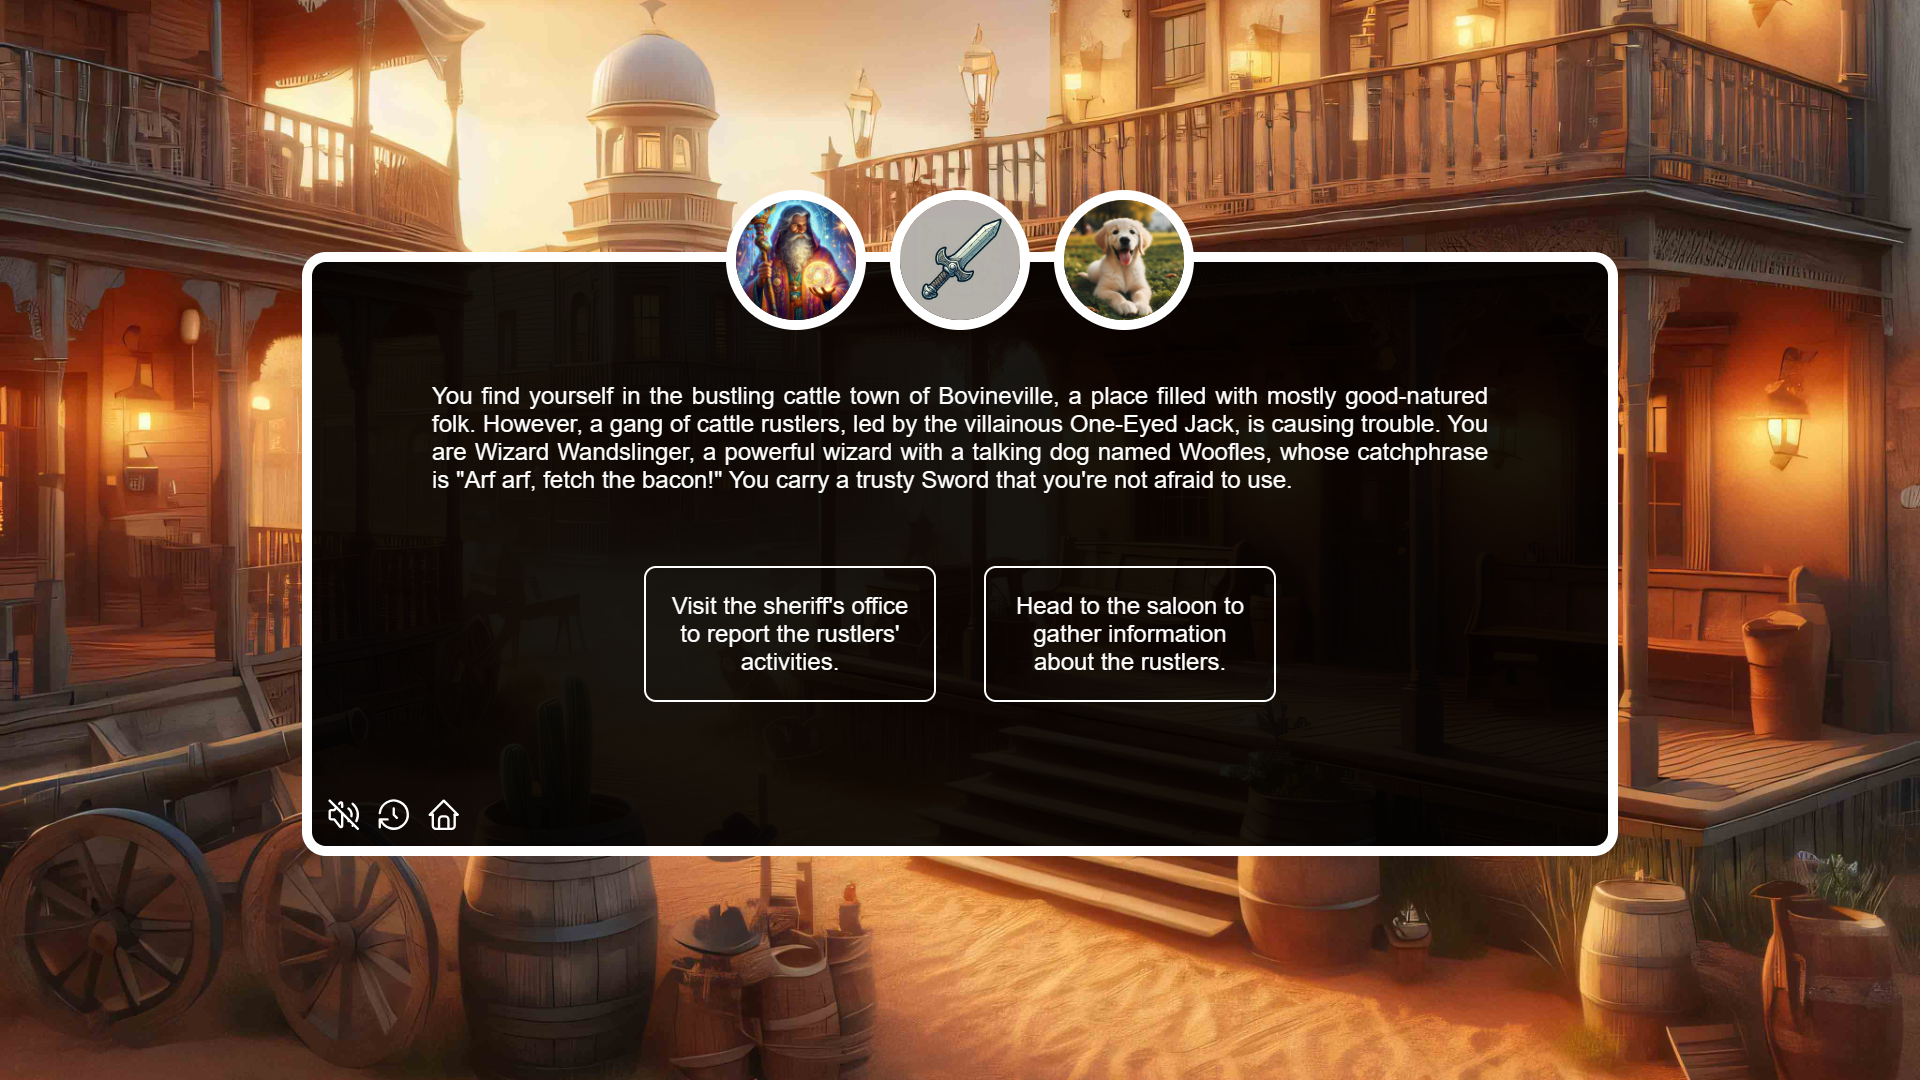 You find yourself in the bustling cattle town of Bovineville, a place filled with mostly good-natured
folk. However, a gang of cattle rustlers, led by the villainous One-Eyed Jack, is causing trouble. You
are Wizard Wandslinger, a powerful wizard with a talking dog named Woofles, whose catchphrase
is "Arf arf, fetch the bacon!" You carry a trusty Sword that you're not afraid to use.
Visit the sheriff's office
to report the rustlers'
activities.
Head to the saloon to
gather information
about the rustlers.